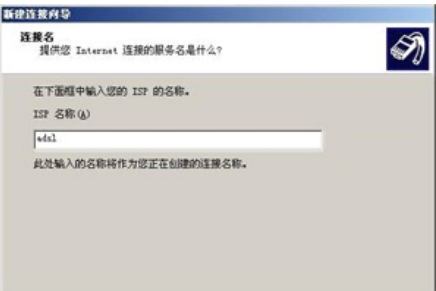 新建连接向导
连接名
提供您 Internet 连接的服务名是什么?
在下面框中输入您的 ISP 的名称。
ISP 名称(A)
adsl
此处输入的名称将作为您正在创建的连接名称。